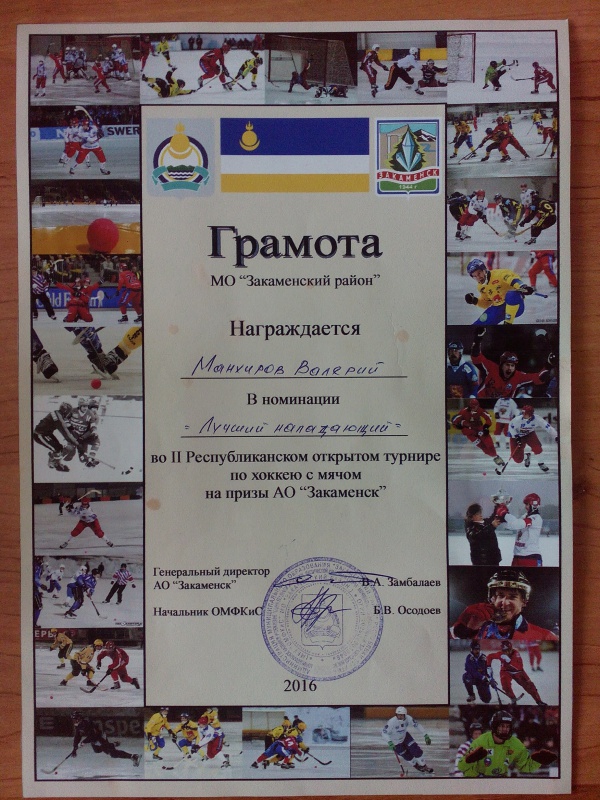 ЗАКАМЕНСК
1944 г
Грамота
МО “Закаменский район”
Награждается
Манхиров Валерий
В номинации
"Лучший нападающий"
во II Республиканском открытом турнире
по хоккею с мячом
на призы АО “Закаменск”
Генеральный директор
АО “Закаменск” В.А. Замбалаев
Начальник ОМФКиС Б.В. Осодоев
2016